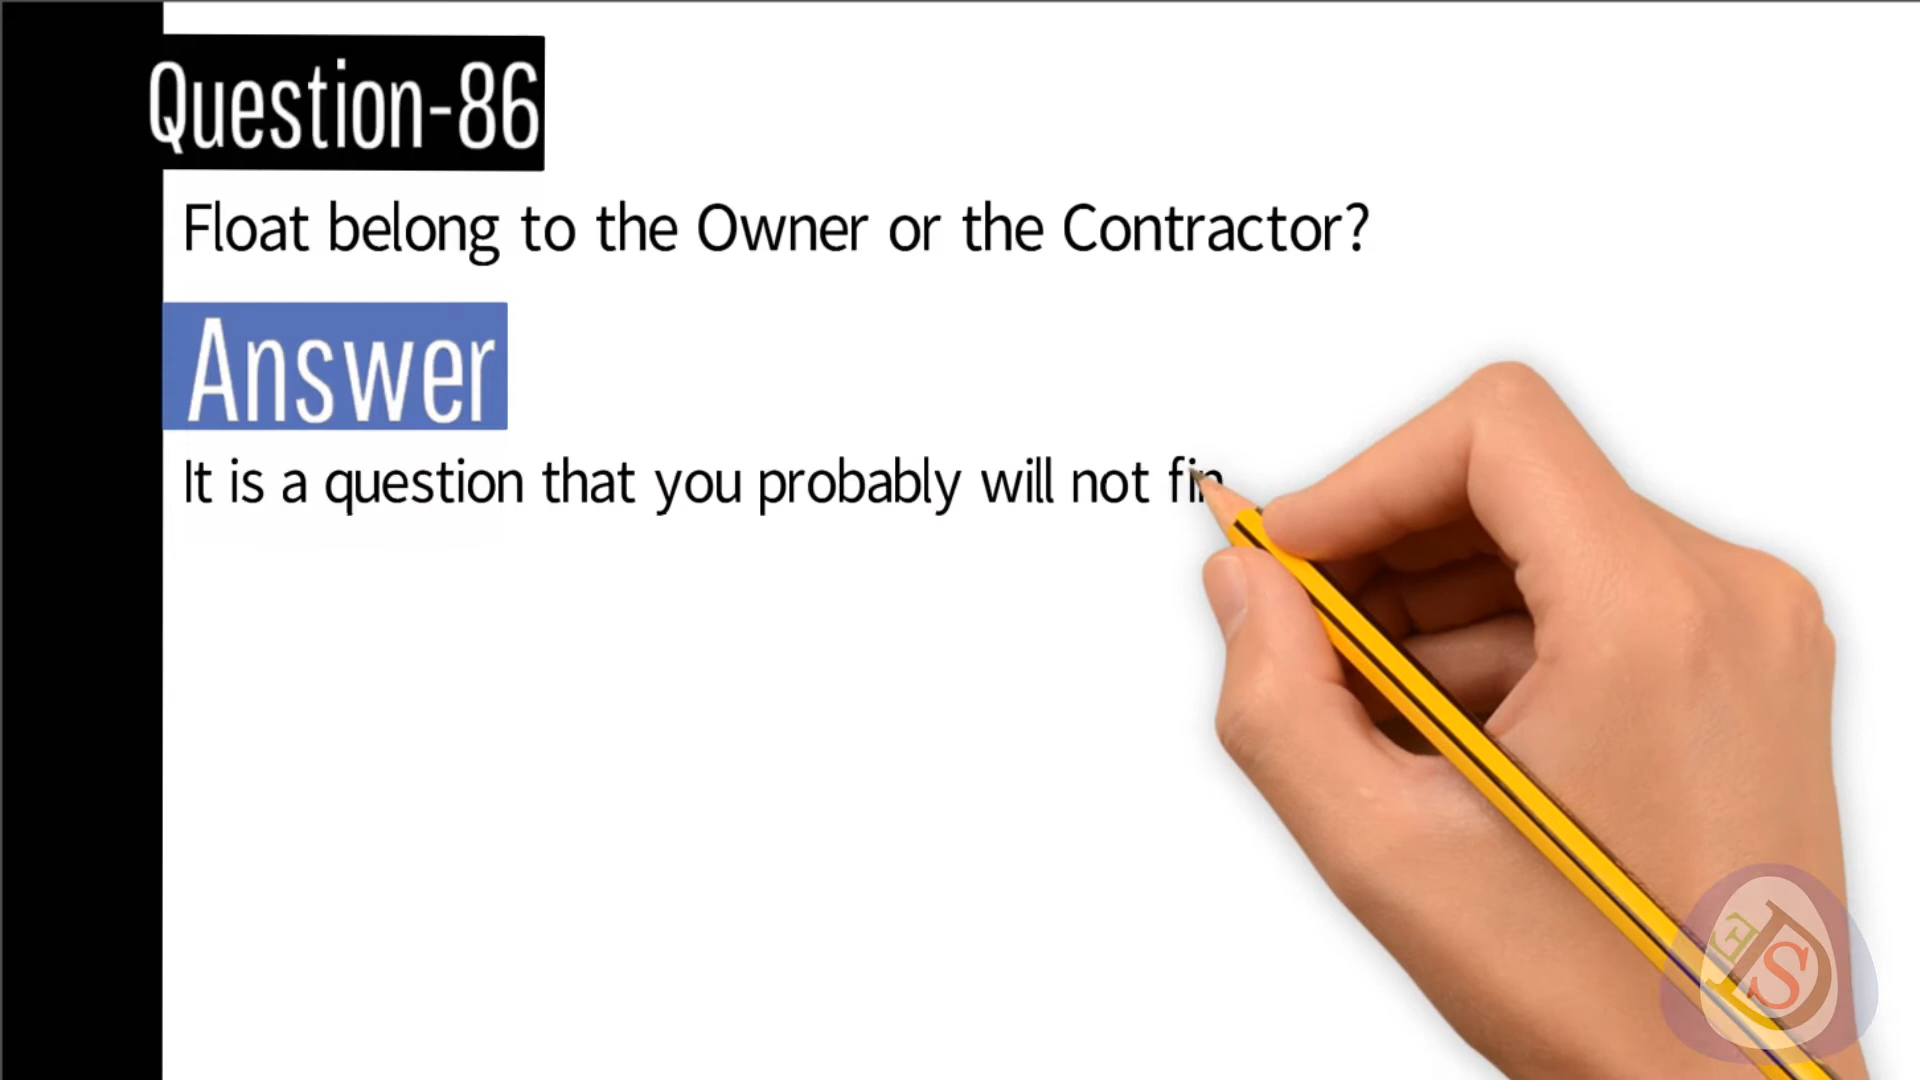 Question-86
Float belong to the Owner or the Contractor?
Answer
It is a question that you probably will not fin